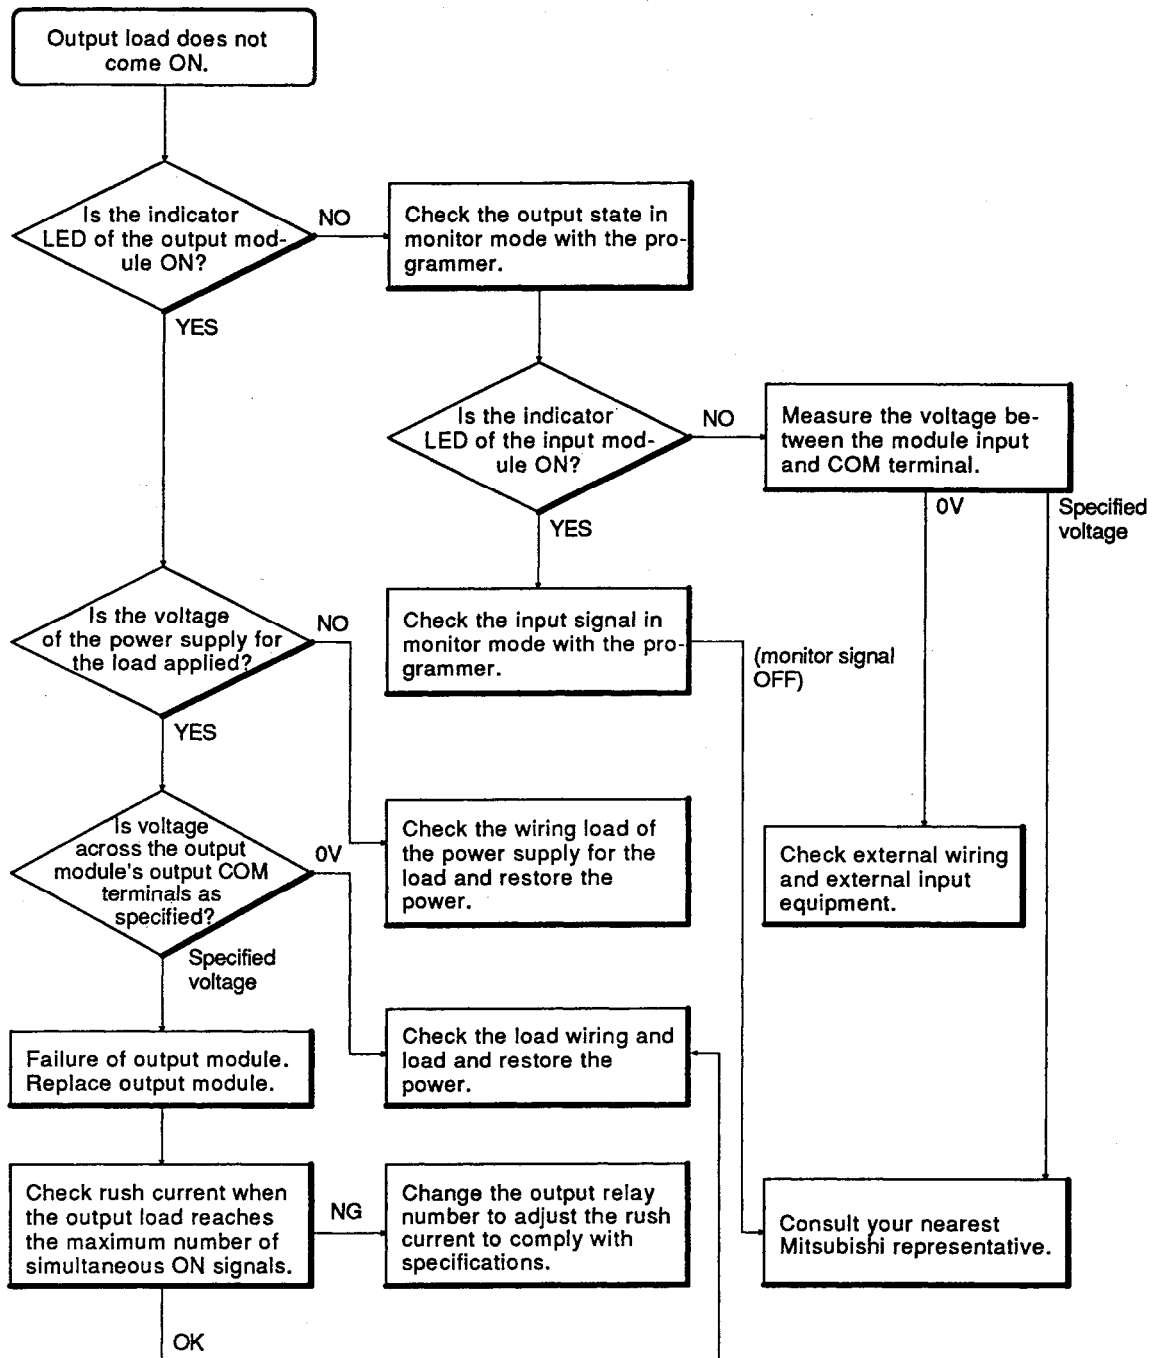 Output load does not
come ON.
Is the indicator
LED of the output mod-
ule ON?
NO
YES
Check the output state in
monitor mode with the pro-
grammer.
Is the indicator
LED of the input mod-
ule ON?
NO
YES
Measure the voltage be-
tween the module input
and COM terminal.
0V
Specified
voltage
Is the voltage
of the power supply for
the load applied?
NO
YES
Check the input signal in
monitor mode with the pro-
grammer.
(monitor signal
OFF)
Is voltage
across the output
module's output COM
terminals as
specified?
0V
Specified
voltage
Check the wiring load of
the power supply for the
load and restore the
power.
Check external wiring
and external input
equipment.
Failure of output module.
Replace output module.
Check the load wiring and
load and restore the
power.
Check rush current when
the output load reaches
the maximum number of
simultaneous ON signals.
NG
OK
Change the output relay
number to adjust the rush
current to comply with
specifications.
Consult your nearest
Mitsubishi representative.